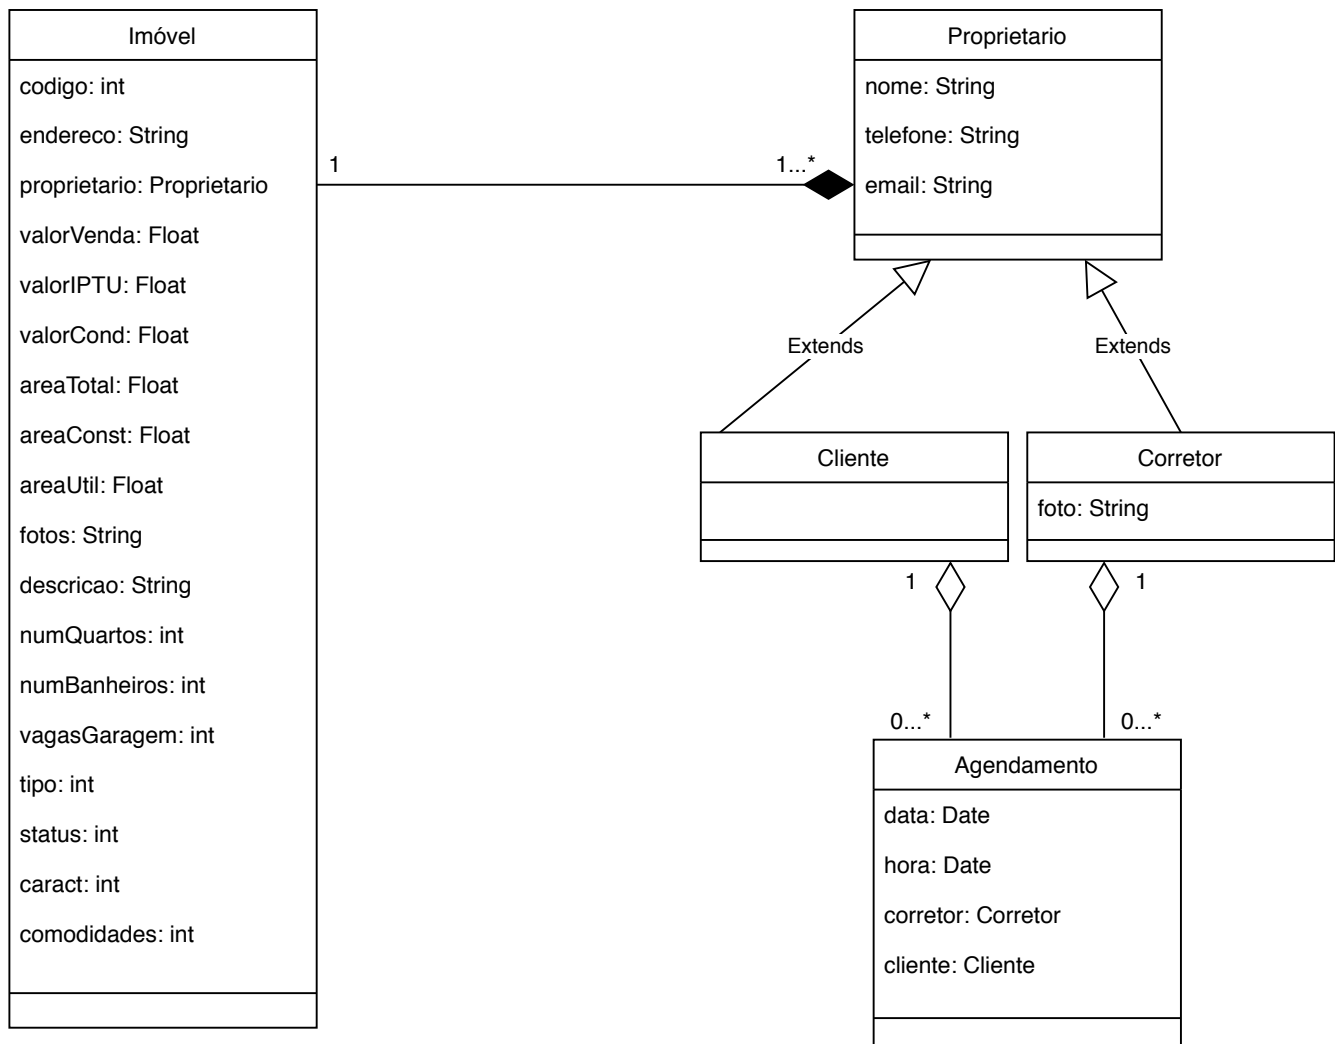 Imóvel
codigo: int
endereco: String
proprietario: Proprietario
valorVenda: Float
valorIPTU: Float
valorCond: Float
areaTotal: Float
areaConst: Float
areaUtil: Float
fotos: String
descricao: String
numQuartos: int
numBanheiros: int
vagasGaragem: int
tipo: int
status: int
caract: int
comodidades: int
1
1...*
Proprietario
nome: String
telefone: String
email: String
Extends
Extends
Cliente
Corretor
foto: String
1
1
0...*
0...*
Agendamento
data: Date
hora: Date
corretor: Corretor
cliente: Cliente